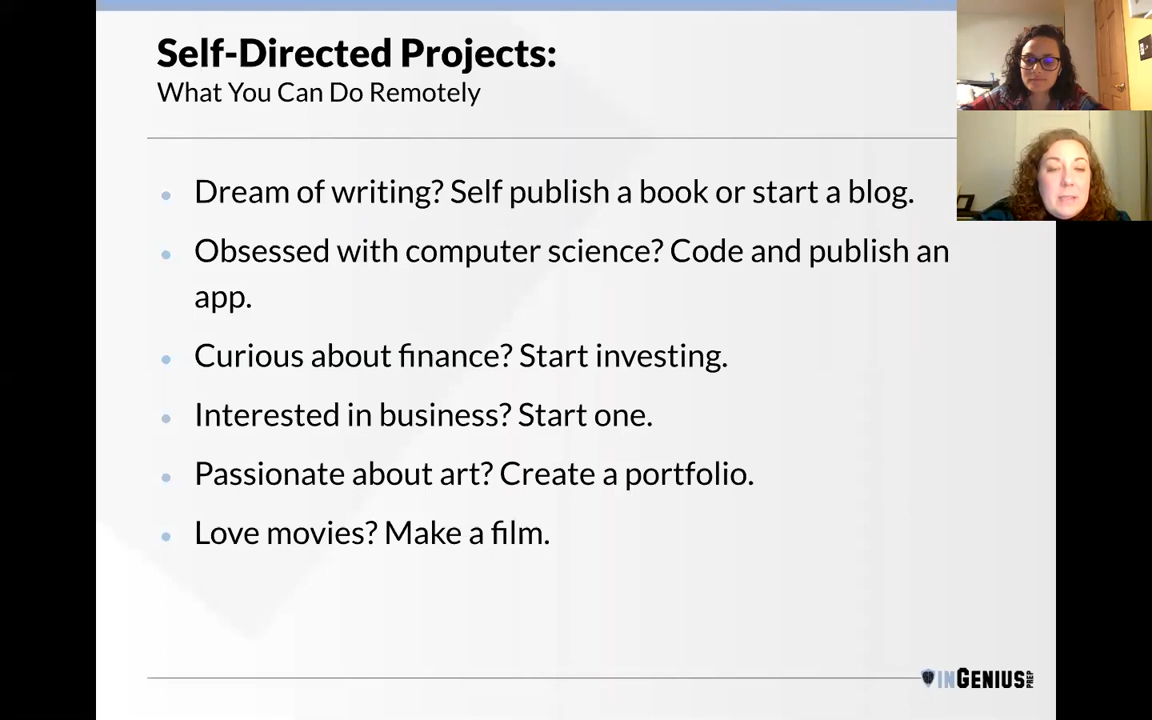 Self-Directed Projects:
What You Can Do Remotely
Dream of writing? Self publish a book or start a blog.
Obsessed with computer science? Code and publish an
app.
Curious about finance? Start investing.
Interested in business? Start one.
Passionate about art? Create a portfolio.
Love movies? Make a film.
INGENIUS PREP